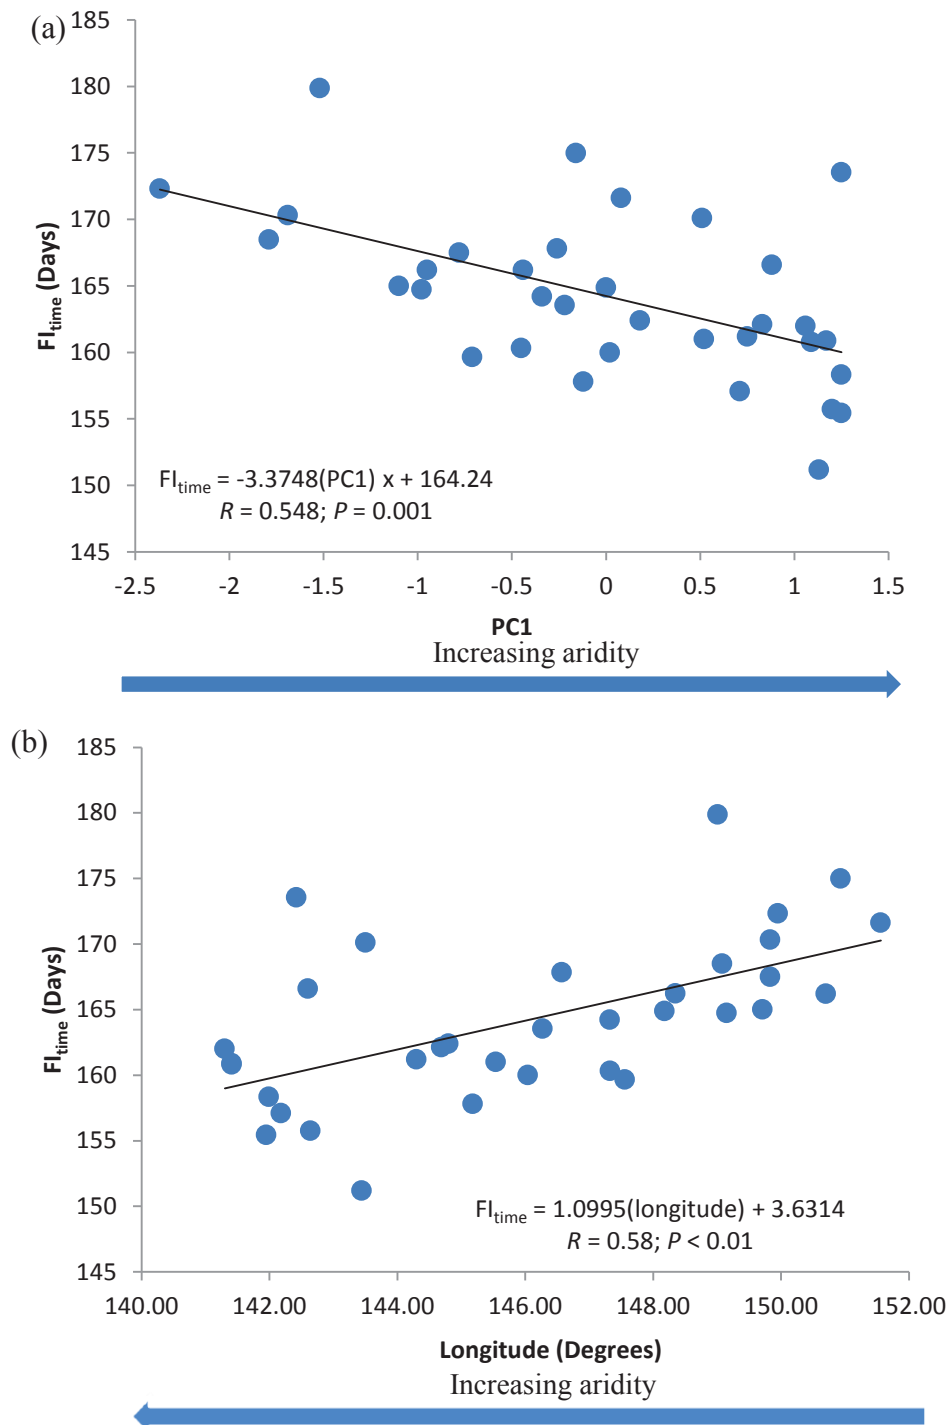 (a)
185
180
175
170
165
160
155
150
145
FItime (Days)
FItime = -3.3748(PC1) x + 164.24
R = 0.548; P = 0.001
-2.5 -2 -1.5 -1 -0.5 0 0.5 1 1.5
PC1
Increasing aridity
(b)
185
180
175
170
165
160
155
150
145
FItime (Days)
FItime = 1.0995(longitude) + 3.6314
R = 0.58; P < 0.01
140.00 142.00 144.00 146.00 148.00 150.00 152.00
Longitude (Degrees)
Increasing aridity